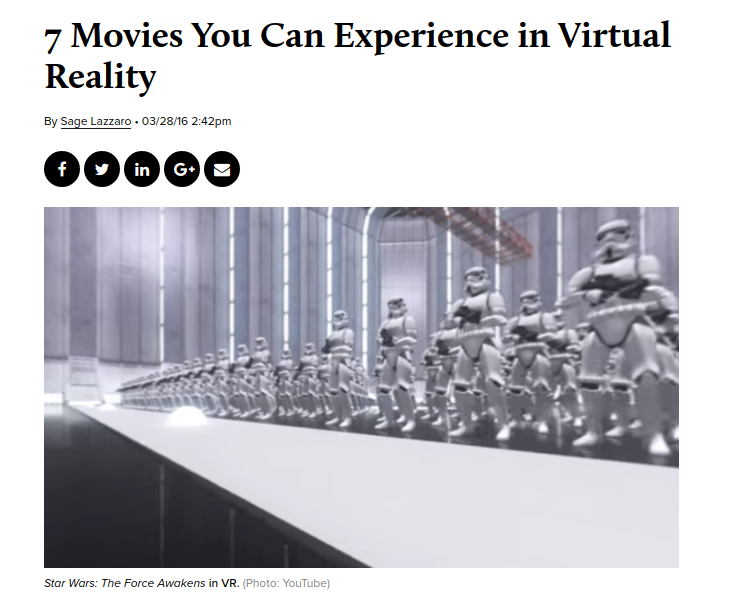 7 Movies You Can Experience in Virtual
Reality
By Sage Lazzaro • 03/28/16 2:42pm
f in G+
Star Wars: The Force Awakens in VR. (Photo: YouTube)